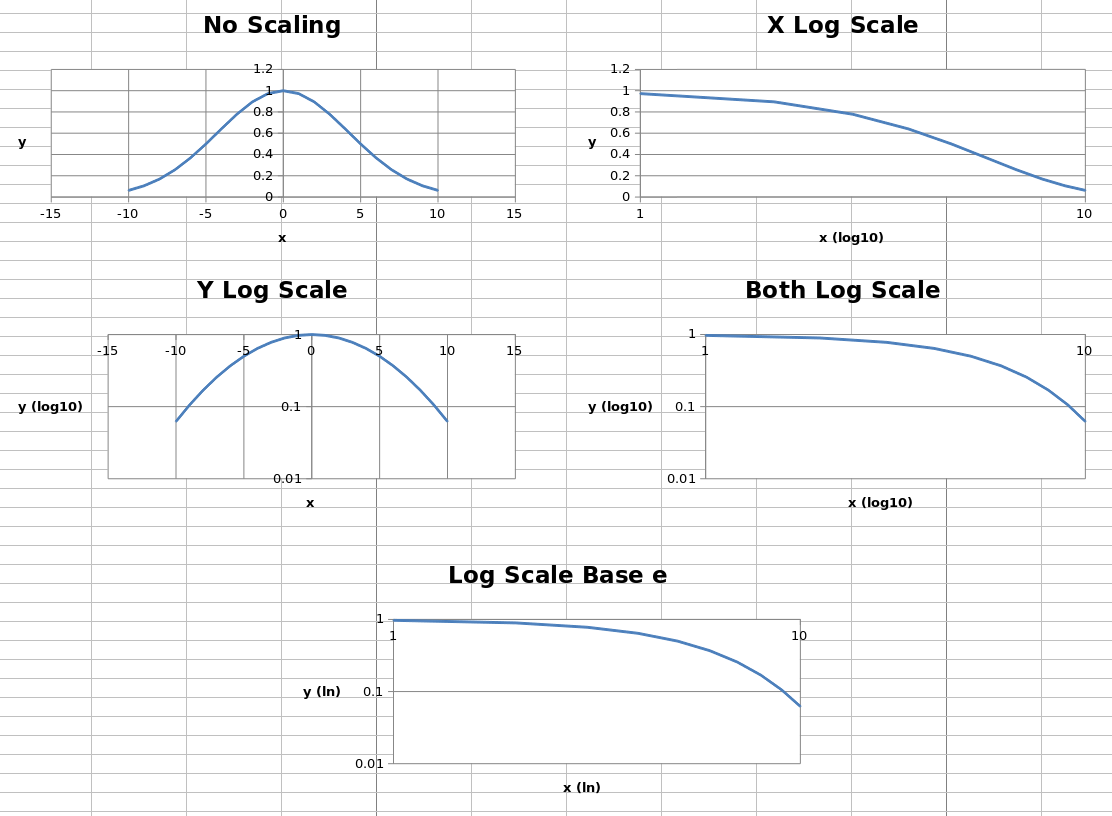 No Scaling
1.2
1
0.8
0.6
0.4
0.2
0
y
-15 -10 -5 0 5 10 15
x
X Log Scale
1.2
1
0.8
0.6
0.4
0.2
0
y
1 10
x (log10)
Y Log Scale
1
-15 -10 -5 0 5 10 15
y (log10)
0.1
0.01
x
Both Log Scale
1
1 10
y (log10)
0.1
0.01
x (log10)
Log Scale Base e
1
1 10
y (ln)
0.1
0.01
x (ln)